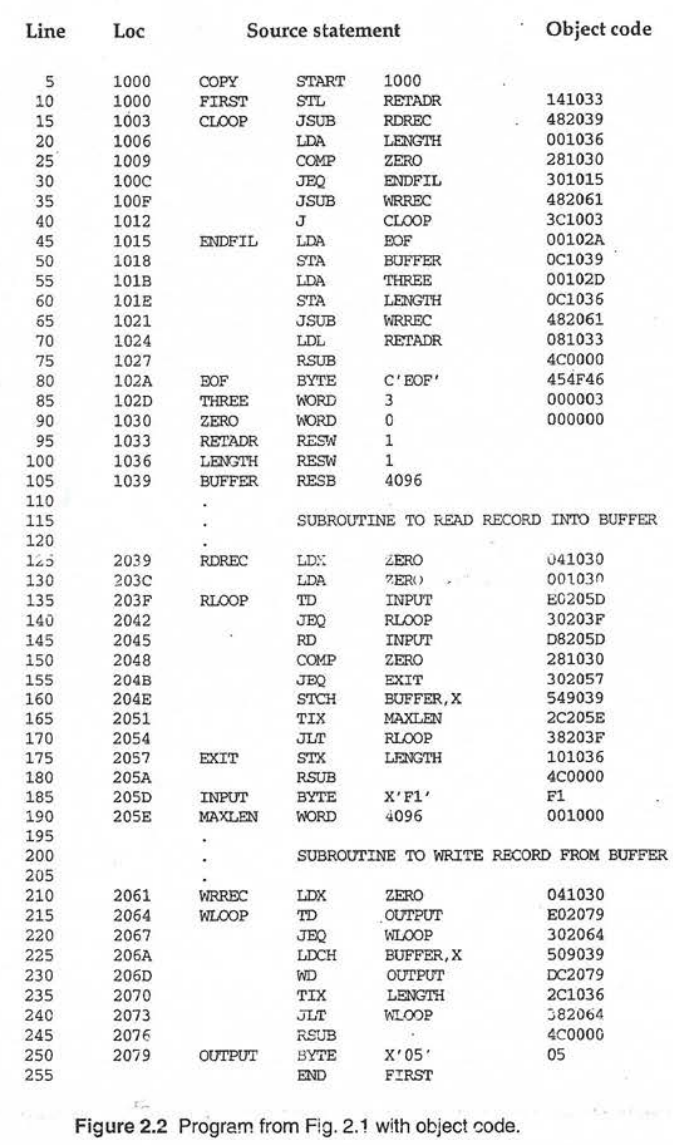 Line Loc Source statement Object code
5 1000 COPY START 1000
10 1000 FIRST STL RETADR 141033
15 1003 CLOOP JSUB RDREC 482039
20 1006 LDA LENGTH 001036
25 1009 COMP ZERO 281030
30 100C JEQ ENDFIL 301015
35 100F JSUB WRREC 482061
40 1012 J CLOOP 3C1003
45 1015 ENDFIL LDA EOF 00102A
50 1018 STA BUFFER 0C1039
55 101B LDA THREE 00102D
60 101E STA LENGTH 0C1036
65 1021 JSUB WRREC 482061
70 1024 LDL RETADR 081033
75 1027 RSUB 4C0000
80 102A EOF BYTE C'EOF' 454F46
85 102D THREE WORD 3 000003
90 1030 ZERO WORD 0 000000
95 1033 RETADR RESW 1
100 1036 LENGTH RESW 1
105 1039 BUFFER RESB 4096
110 .
115 . SUBROUTINE TO READ RECORD INTO BUFFER
120 .
125 2039 RDREC LDX ZERO 041030
130 203C LDA ZERO 001030
135 203F RLOOP TD INPUT E0205D
140 2042 JEQ RLOOP 30203F
145 2045 RD INPUT D8205D
150 2048 COMP ZERO 281030
155 204B JEQ EXIT 302057
160 204E STCH BUFFER,X 549039
165 2051 TIX MAXLEN 2C205E
170 2054 JLT RLOOP 38203F
175 2057 EXIT STX LENGTH 101036
180 205A RSUB 4C0000
185 205D INPUT BYTE X'F1' F1
190 205E MAXLEN WORD 4096 001000
195 .
200 . SUBROUTINE TO WRITE RECORD FROM BUFFER
205 .
210 2061 WRREC LDX ZERO 041030
215 2064 WLOOP TD OUTPUT E02079
220 2067 JEQ WLOOP 302064
225 206A LDCH BUFFER,X 509039
230 206D WD OUTPUT DC2079
235 2070 TIX LENGTH 2C1036
240 2073 JLT WLOOP 382064
245 2076 RSUB 4C0000
250 2079 OUTPUT BYTE X'05' 05
255 END FIRST
Figure 2.2 Program from Fig. 2.1 with object code.